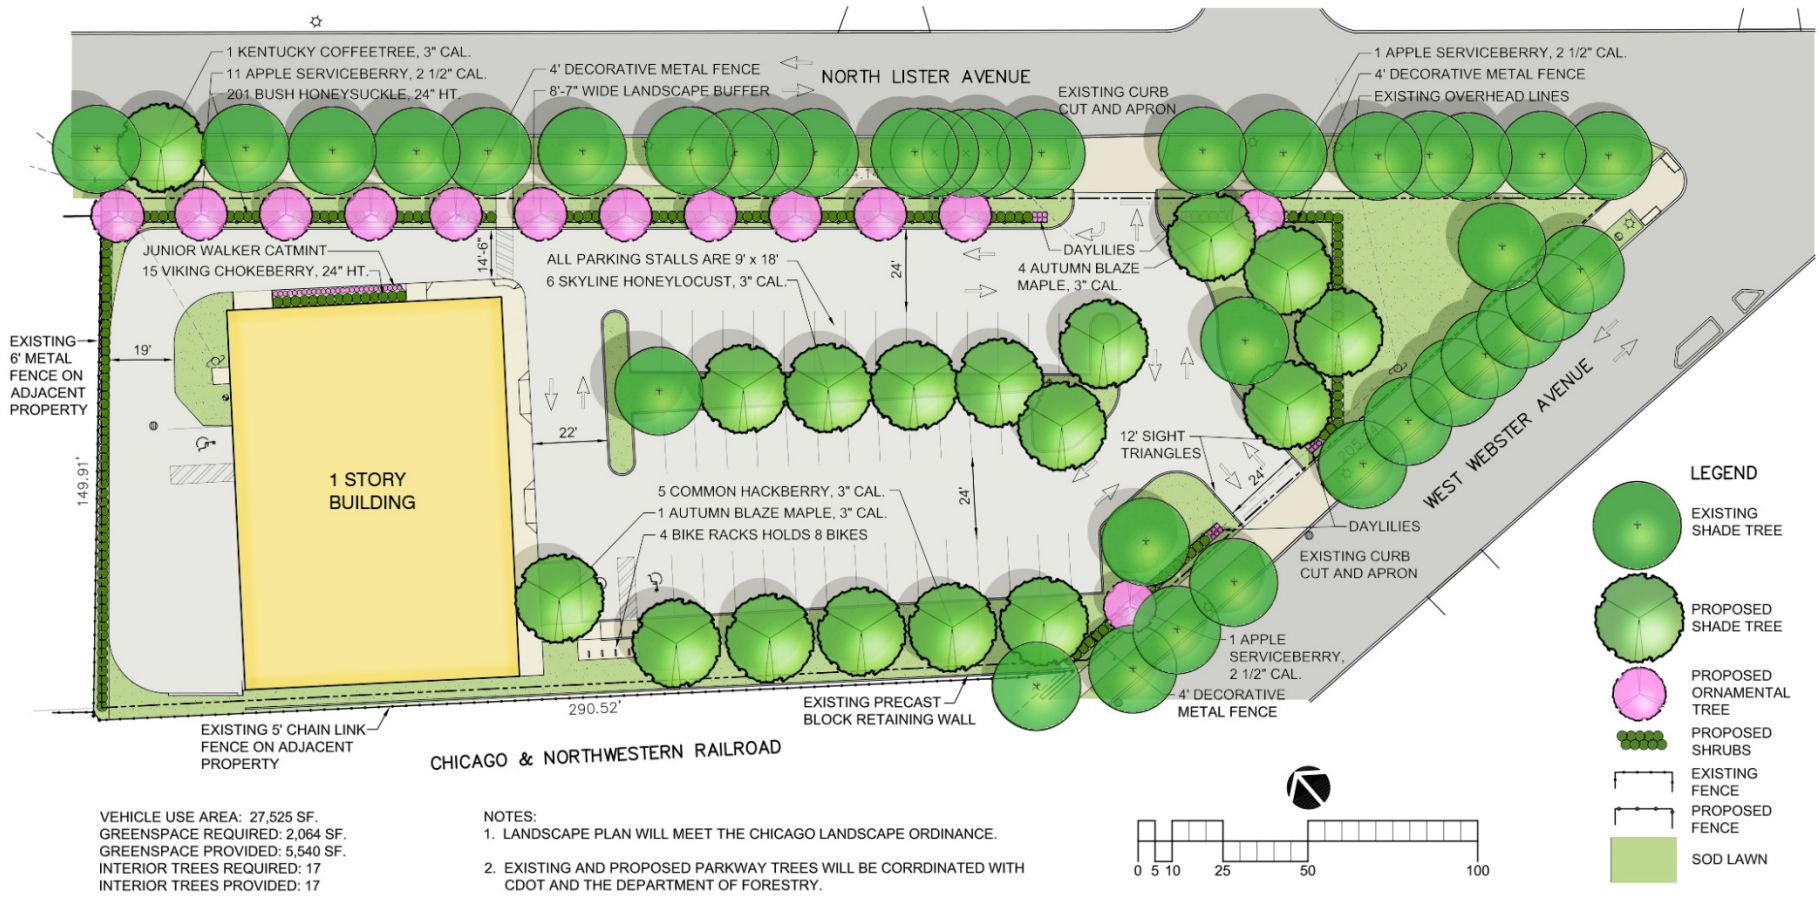 1 KENTUCKY COFFEETREE, 3" CAL.
11 APPLE SERVICEBERRY, 2 1/2" CAL.
201 BUSH HONEYSUCKLE, 24" HT.
4' DECORATIVE METAL FENCE
8'-7" WIDE LANDSCAPE BUFFER
NORTH LISTER AVENUE
EXISTING CURB
CUT AND APRON
1 APPLE SERVICEBERRY, 2 1/2" CAL.
4' DECORATIVE METAL FENCE
EXISTING OVERHEAD LINES
JUNIOR WALKER CATMINT
15 VIKING CHOKEBERRY, 24" HT.
14'-6"
ALL PARKING STALLS ARE 9' x 18'
6 SKYLINE HONEYLOCUST, 3" CAL.
24'
DAYLILIES
4 AUTUMN BLAZE
MAPLE, 3" CAL.
EXISTING
6' METAL
FENCE ON
ADJACENT
PROPERTY
19'
149.91'
22'
1 STORY
BUILDING
12' SIGHT
TRIANGLES
24'
24'
5 COMMON HACKBERRY, 3" CAL.
1 AUTUMN BLAZE MAPLE, 3" CAL.
4 BIKE RACKS HOLDS 8 BIKES
WEST WEBSTER AVENUE
DAYLILIES
EXISTING CURB
CUT AND APRON
1 APPLE
SERVICEBERRY,
2 1/2" CAL.
4' DECORATIVE
METAL FENCE
EXISTING PRECAST
BLOCK RETAINING WALL
290.52'
EXISTING 5' CHAIN LINK
FENCE ON ADJACENT
PROPERTY
CHICAGO & NORTHWESTERN RAILROAD
LEGEND
EXISTING
SHADE TREE
PROPOSED
SHADE TREE
PROPOSED
ORNAMENTAL
TREE
PROPOSED
SHRUBS
EXISTING
FENCE
PROPOSED
FENCE
SOD LAWN
VEHICLE USE AREA: 27,525 SF.
GREENSPACE REQUIRED: 2,064 SF.
GREENSPACE PROVIDED: 5,540 SF.
INTERIOR TREES REQUIRED: 17
INTERIOR TREES PROVIDED: 17
NOTES:
1. LANDSCAPE PLAN WILL MEET THE CHICAGO LANDSCAPE ORDINANCE.
2. EXISTING AND PROPOSED PARKWAY TREES WILL BE CORRDINATED WITH
CDOT AND THE DEPARTMENT OF FORESTRY.
0 5 10 25 50 100